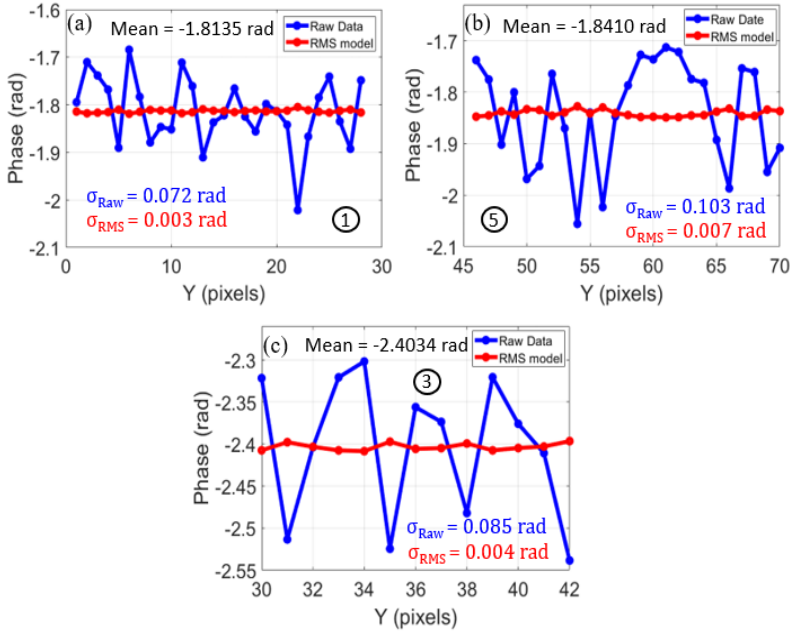 (a)
Mean = -1.8135 rad
Raw Data
RMS model
-1.6
-1.7
-1.8
-1.9
-2
-2.1
Phase (rad)
σRaw = 0.072 rad
σRMS = 0.003 rad
1
0
10
20
30
Y (pixels)
(b)
Mean = -1.8410 rad
Raw Date
RMS model
-1.7
-1.8
-1.9
-2
-2.1
Phase (rad)
σRaw = 0.103 rad
σRMS = 0.007 rad
5
45
50
55
60
65
70
Y (pixels)
(c)
Mean = -2.4034 rad
Raw Data
RMS model
3
-2.3
-2.35
-2.4
-2.45
-2.5
-2.55
Phase (rad)
σRaw = 0.085 rad
σRMS = 0.004 rad
30
32
34
36
38
40
42
Y (pixels)